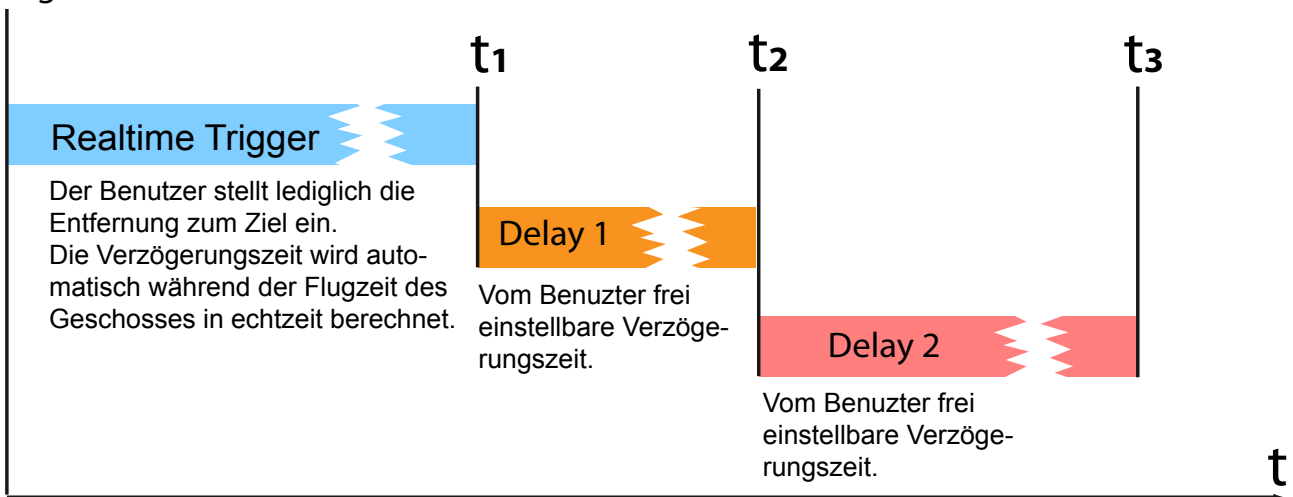 t1
t2
t3
Realtime Trigger
Der Benutzer stellt lediglich die
Entfernung zum Ziel ein.
Die Verzögerungszeit wird auto-
matisch während der Flugzeit des
Geschosses in echtzeit berechnet.
Delay 1
Vom Benuzter frei
einstellbare Verzöge-
rungszeit.
Delay 2
Vom Benuzter frei
einstellbare Verzöge-
rungszeit.
t